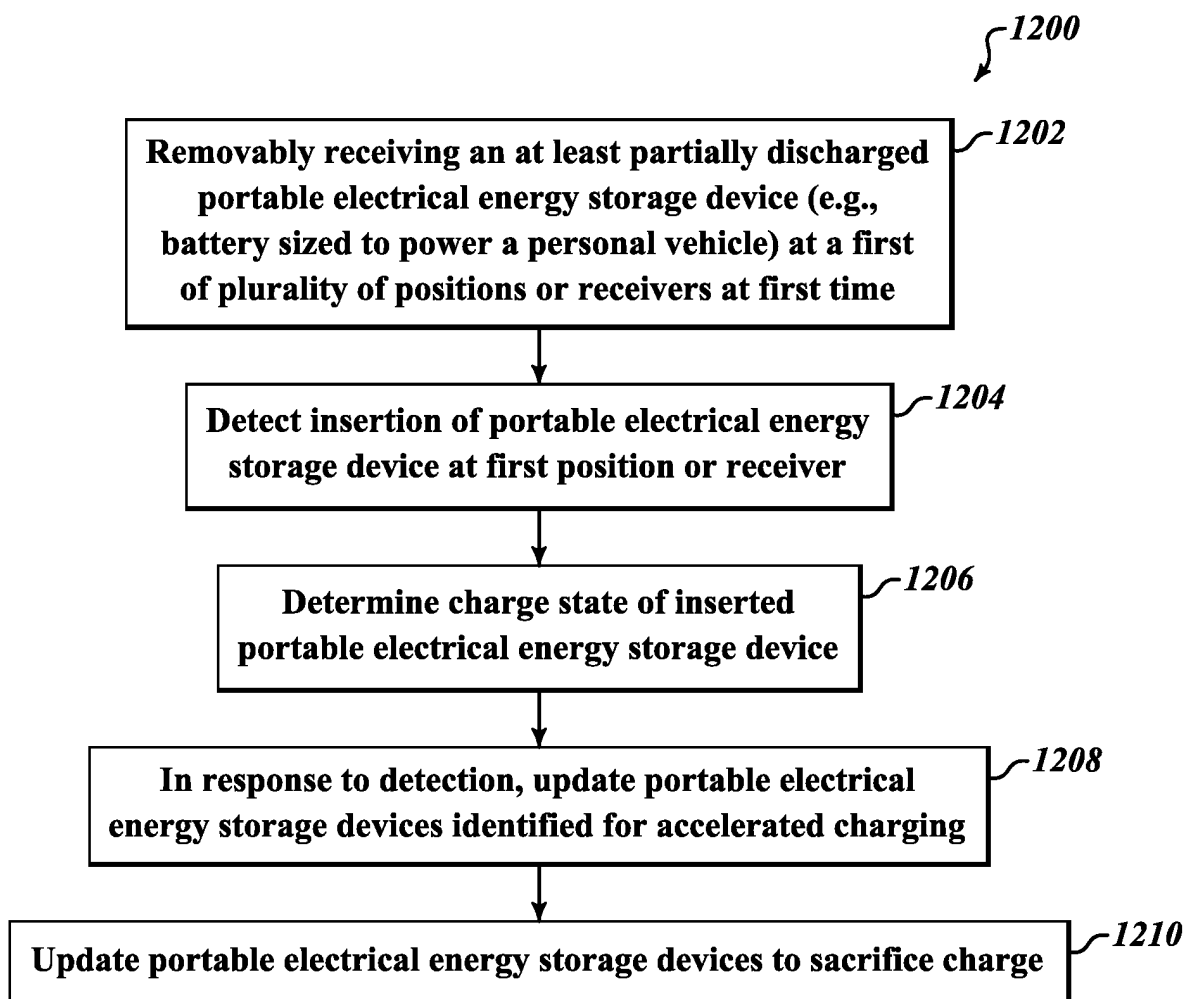 1200
1202
Removably receiving an at least partially discharged
portable electrical energy storage device (e.g.,
battery sized to power a personal vehicle) at a first
of plurality of positions or receivers at first time
1204
Detect insertion of portable electrical energy
storage device at first position or receiver
1206
Determine charge state of inserted
portable electrical energy storage device
1208
In response to detection, update portable electrical
energy storage devices identified for accelerated charging
1210
Update portable electrical energy storage devices to sacrifice charge